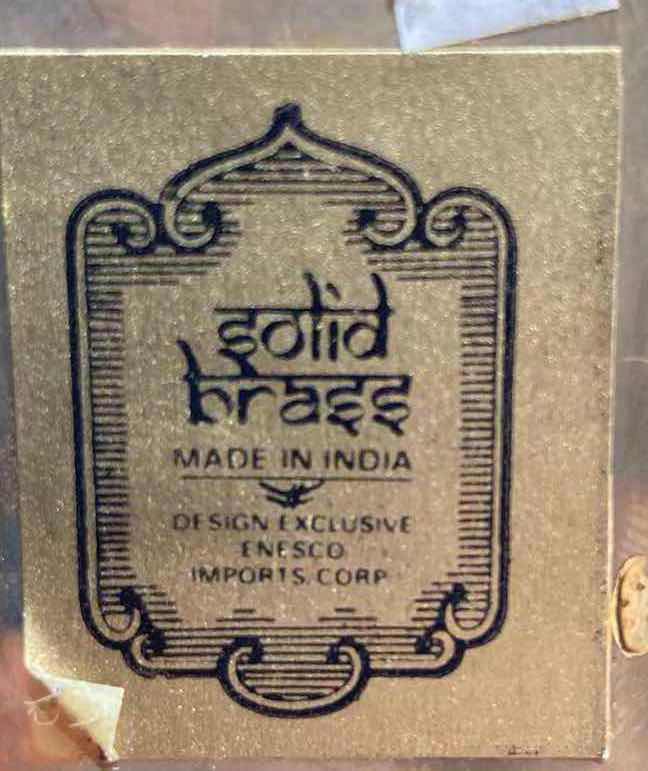 solid
brass
MADE IN INDIA
DESIGN EXCLUSIVE
ENESCO
IMPORTS, CORP